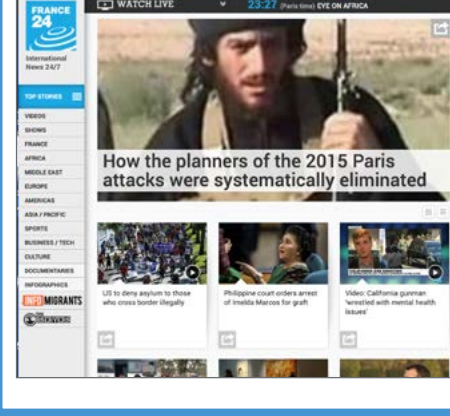 FRANCE
24
International
News 24/7
WATCH LIVE
23:27 (Paris time) EYE ON AFRICA
TOP STORIES
VIDEOS
SHOWS
FRANCE
AFRICA
MIDDLE EAST
EUROPE
AMERICAS
ASIA / PACIFIC
SPORTS
BUSINESS / TECH
CULTURE
DOCUMENTARIES
INFOGRAPHICS
INFO MIGRANTS
THE OBSERVERS
How the planners of the 2015 Paris
attacks were systematically eliminated
US to deny asylum to those
who cross border illegally
Philippine court orders arrest
of Imelda Marcos for graft
Video: California gunman
'wrestled with mental health
issues'